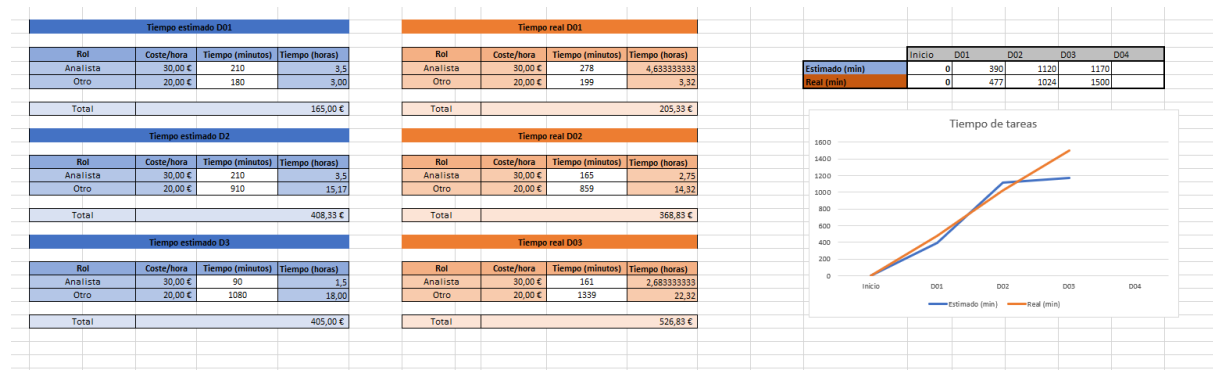 Tiempo estimado D01
Rol Coste/hora Tiempo (minutos) Tiempo (horas)
Analista 30,00 € 210 3,5
Otro 20,00 € 180 3,00
Total 165,00 €
Tiempo real D01
Rol Coste/hora Tiempo (minutos) Tiempo (horas)
Analista 30,00 € 278 4,633333333
Otro 20,00 € 199 3,32
Total 205,33 €
Inicio D01 D02 D03 D04
Estimado (min) 0 390 1120 1170
Real (min) 0 477 1024 1500
Tiempo estimado D2
Rol Coste/hora Tiempo (minutos) Tiempo (horas)
Analista 30,00 € 210 3,5
Otro 20,00 € 910 15,17
Total 408,33 €
Tiempo real D02
Rol Coste/hora Tiempo (minutos) Tiempo (horas)
Analista 30,00 € 165 2,75
Otro 20,00 € 859 14,32
Total 368,83 €
Tiempo de tareas
1600
1400
1200
1000
800
600
400
200
0
Inicio D01 D02 D03 D04
Estimado (min) Real (min)
Tiempo estimado D3
Rol Coste/hora Tiempo (minutos) Tiempo (horas)
Analista 30,00 € 90 1,5
Otro 20,00 € 1080 18,00
Total 405,00 €
Tiempo real D03
Rol Coste/hora Tiempo (minutos) Tiempo (horas)
Analista 30,00 € 161 2,683333333
Otro 20,00 € 1339 22,32
Total 526,83 €